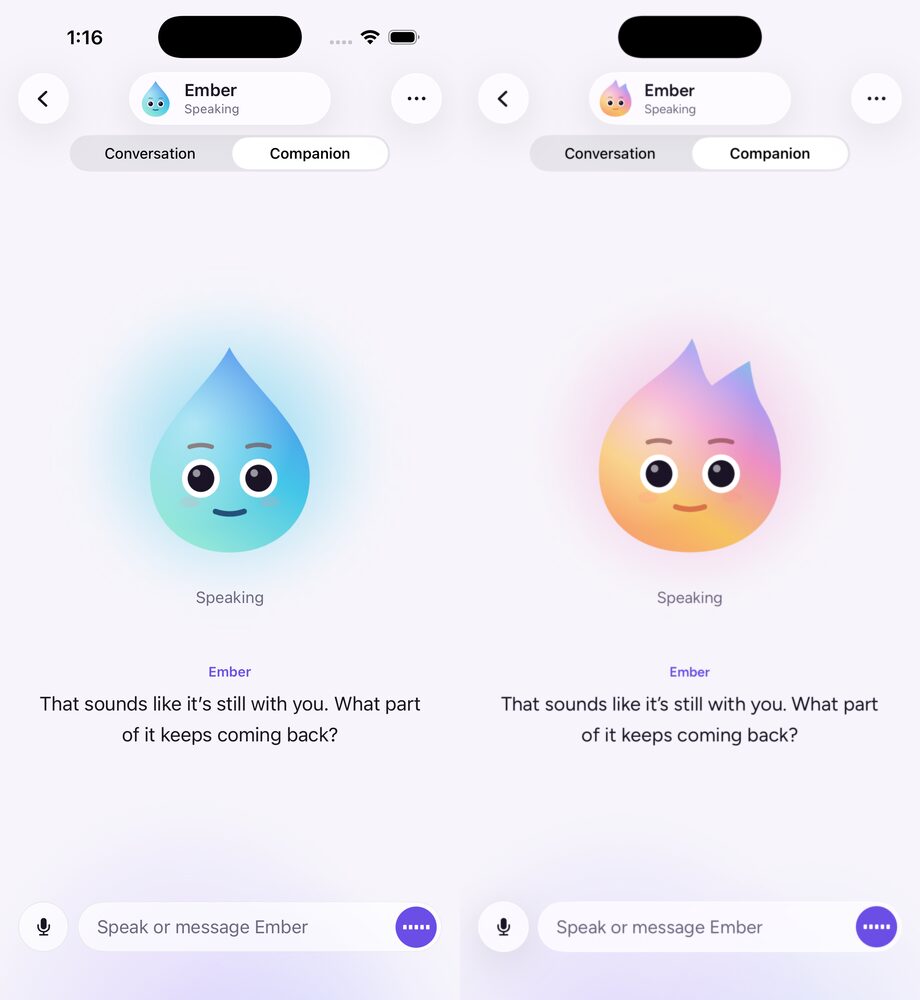 1:16
Ember
Speaking
Conversation
Companion
Speaking
Ember
That sounds like it's still with you. What part
of it keeps coming back?
Speak or message Ember
Ember
Speaking
Conversation
Companion
Speaking
Ember
That sounds like it’s still with you. What part
of it keeps coming back?
Speak or message Ember